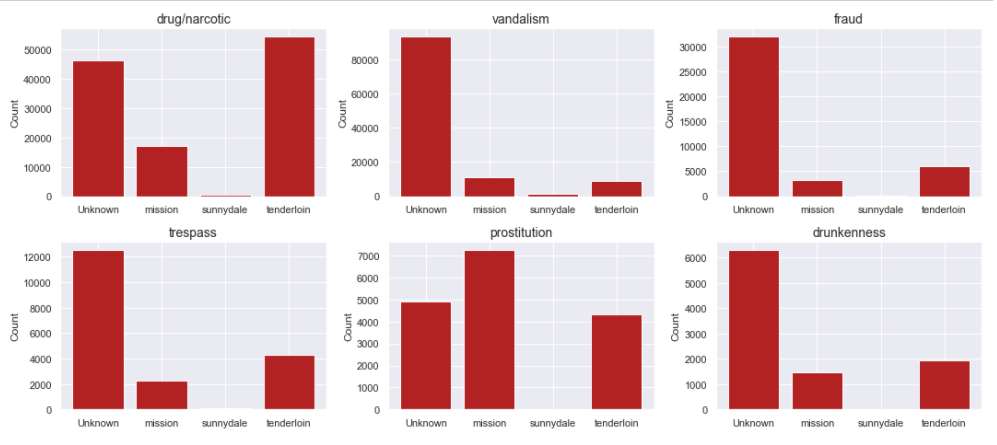 drug/narcotic
Count
50000
40000
30000
20000
10000
0
Unknown mission sunnydale tenderloin
vandalism
Count
80000
60000
40000
20000
0
Unknown mission sunnydale tenderloin
fraud
Count
30000
25000
20000
15000
10000
5000
0
Unknown mission sunnydale tenderloin
trespass
Count
12000
10000
8000
6000
4000
2000
0
Unknown mission sunnydale tenderloin
prostitution
Count
7000
6000
5000
4000
3000
2000
1000
0
Unknown mission sunnydale tenderloin
drunkenness
Count
6000
5000
4000
3000
2000
1000
0
Unknown mission sunnydale tenderloin